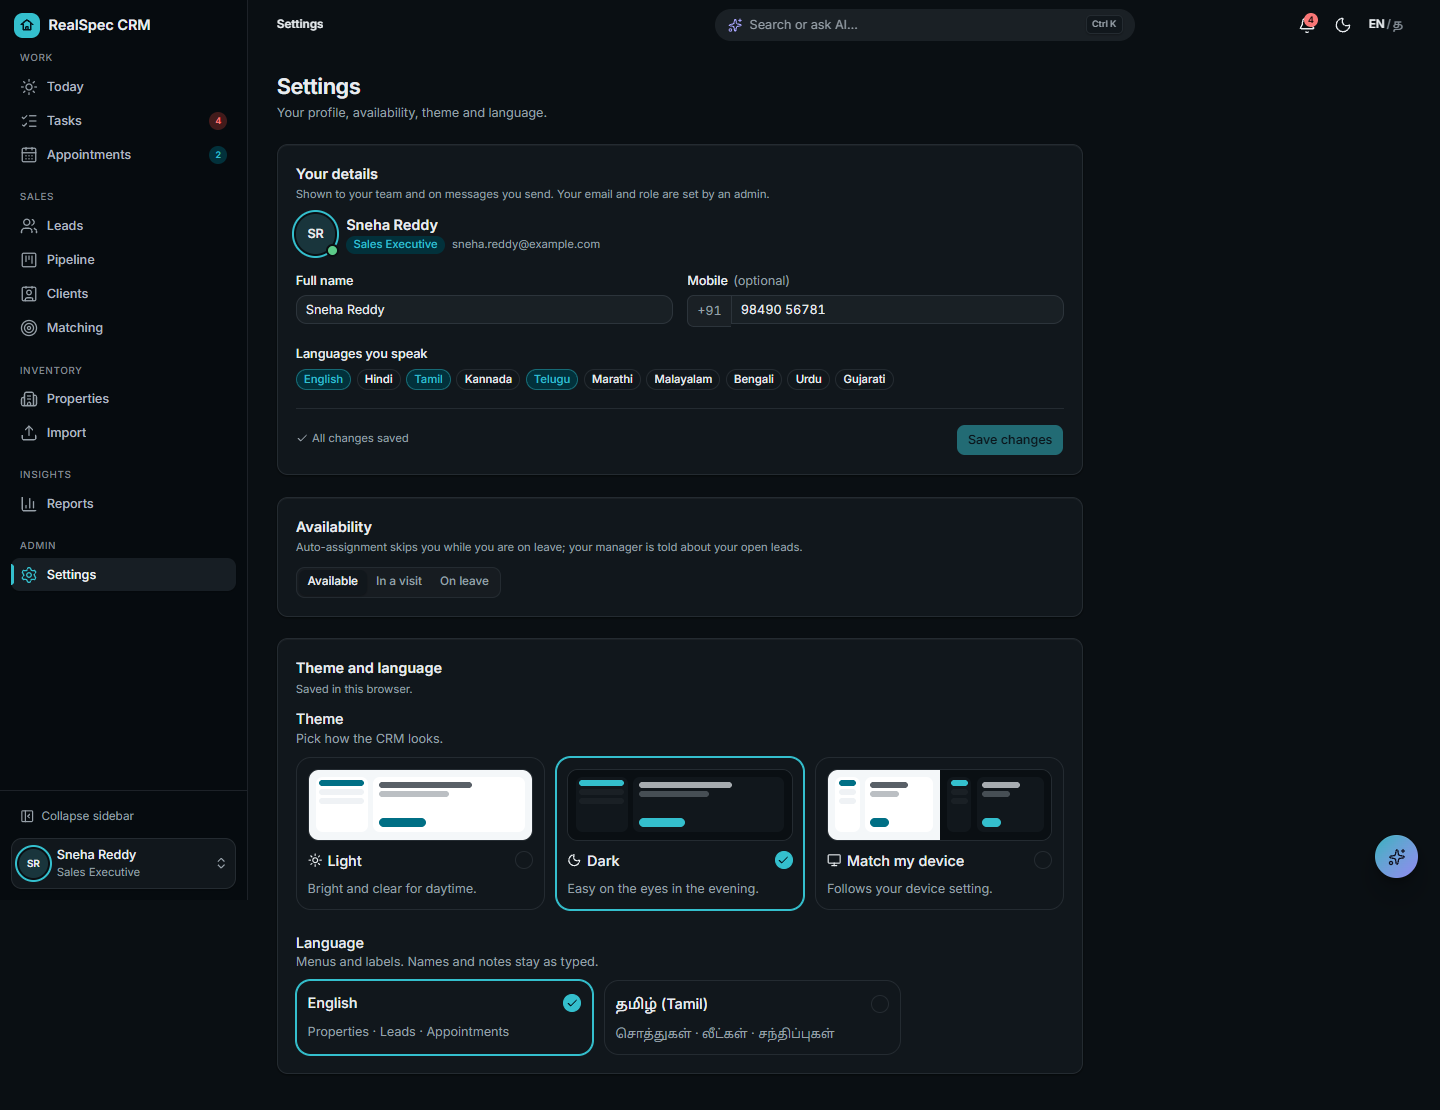 RealSpec CRM
WORK
Today
Tasks 4
Appointments 2
SALES
Leads
Pipeline
Clients
Matching
INVENTORY
Properties
Import
INSIGHTS
Reports
ADMIN
Settings
Collapse sidebar
SR
Sneha Reddy
Sales Executive
Settings
Search or ask AI... Ctrl K
4
EN / த
Settings
Your profile, availability, theme and language.
Your details
Shown to your team and on messages you send. Your email and role are set by an admin.
SR
Sneha Reddy
Sales Executive sneha.reddy@example.com
Full name
Sneha Reddy
Mobile (optional)
+91 98490 56781
Languages you speak
English Hindi Tamil Kannada Telugu Marathi Malayalam Bengali Urdu Gujarati
All changes saved
Save changes
Availability
Auto-assignment skips you while you are on leave; your manager is told about your open leads.
Available In a visit On leave
Theme and language
Saved in this browser.
Theme
Pick how the CRM looks.
Light
Bright and clear for daytime.
Dark
Easy on the eyes in the evening.
Match my device
Follows your device setting.
Language
Menus and labels. Names and notes stay as typed.
English
Properties · Leads · Appointments
தமிழ் (Tamil)
சொத்துகள் · லீட்கள் · சந்திப்புகள்